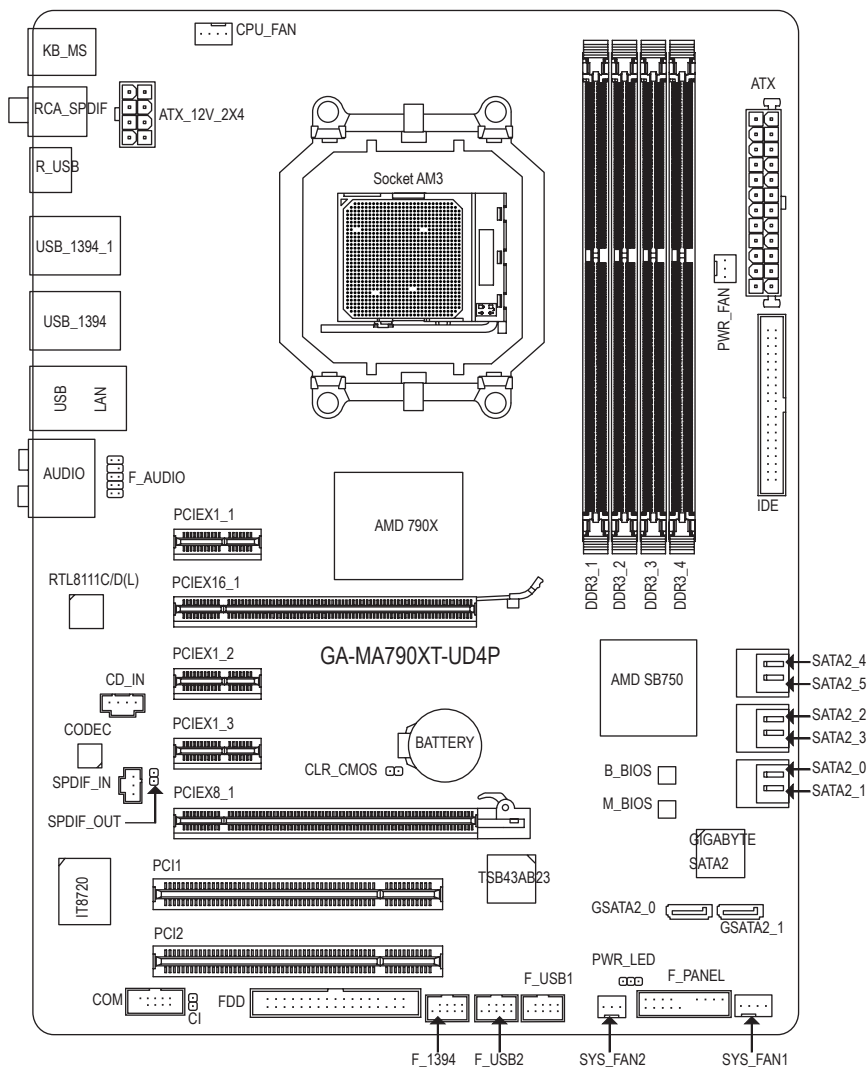 CPU_FAN
KB_MS
ATX
RCA_SPDIF
ATX_12V_2X4
R_USB
Socket AM3
USB_1394_1
PWR_FAN
USB_1394
USB
LAN
AUDIO
F_AUDIO
IDE
PCIEX1_1
AMD 790X
DDR3_1
DDR3_2
DDR3_3
DDR3_4
RTL8111C/D(L)
PCIEX16_1
PCIEX1_2
GA-MA790XT-UD4P
AMD SB750
SATA2_4
SATA2_5
CD_IN
SATA2_2
SATA2_3
CODEC
PCIEX1_3
BATTERY
CLR_CMOS
B_BIOS
SATA2_0
SATA2_1
SPDIF_IN
PCIEX8_1
M_BIOS
SPDIF_OUT
GIGABYTE
SATA2
PCI1
TSB43AB23
IT8720
GSATA2_0
GSATA2_1
PCI2
PWR_LED
F_USB1
F_PANEL
COM
CI
FDD
F_1394
F_USB2
SYS_FAN2
SYS_FAN1